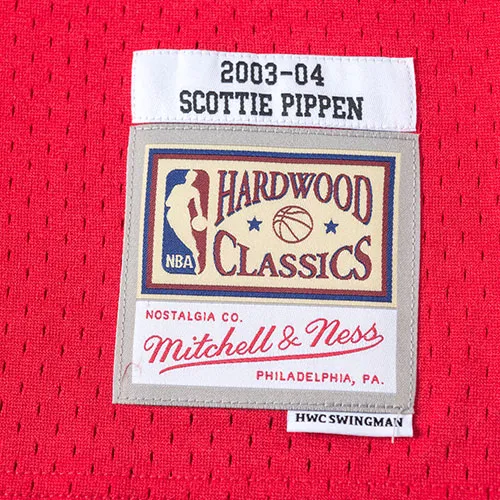 2003-04
SCOTTIE PIPPEN
HARDWOOD
CLASSICS
NBA
NOSTALGIA CO.
Mitchell & Ness
PHILADELPHIA, PA.
HWC SWINGMAN